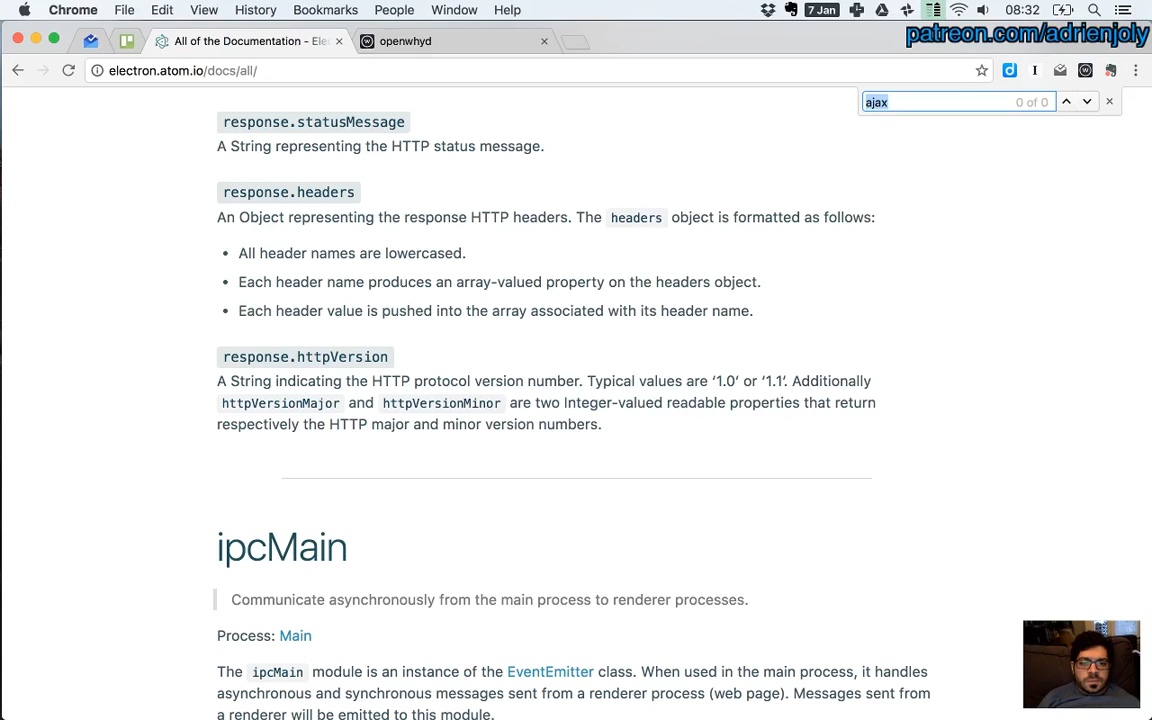 Chrome File Edit View History Bookmarks People Window Help 7 Jan 08:32
patreon.com/adrienjoly
All of the Documentation - Ele
openwhyd
electron.atom.io/docs/all/
ajax 0 of 0
response.statusMessage
A String representing the HTTP status message.
response.headers
An Object representing the response HTTP headers. The headers object is formatted as follows:
• All header names are lowercased.
• Each header name produces an array-valued property on the headers object.
• Each header value is pushed into the array associated with its header name.
response.httpVersion
A String indicating the HTTP protocol version number. Typical values are ‘1.0’ or ‘1.1’. Additionally
httpVersionMajor and httpVersionMinor are two Integer-valued readable properties that return
respectively the HTTP major and minor version numbers.
ipcMain
Communicate asynchronously from the main process to renderer processes.
Process: Main
The ipcMain module is an instance of the EventEmitter class. When used in the main process, it handles
asynchronous and synchronous messages sent from a renderer process (web page). Messages sent from
a renderer will be emitted to this module.